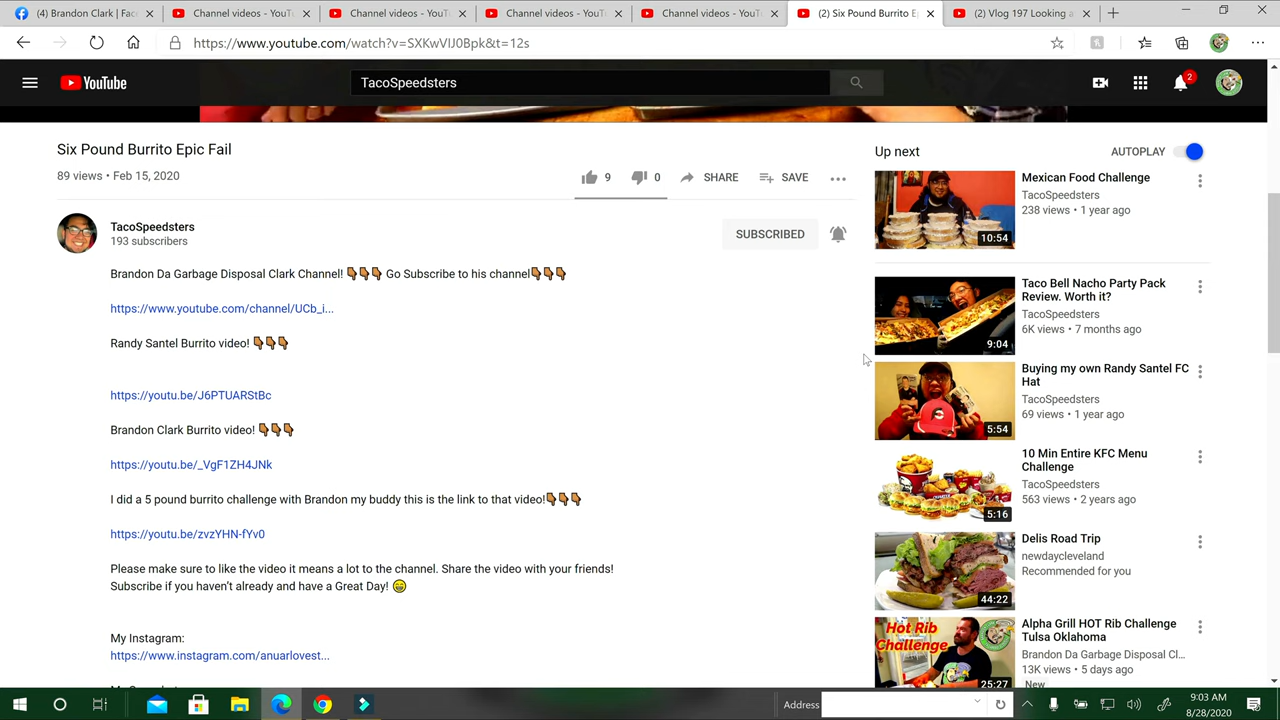 (4) Brandon Clark | Fac
Channel videos - YouT
Channel videos - YouT
Channel videos - YouT
Channel videos - YouT
(2) Six Pound Burrito E
(2) Vlog 197 Looking a
https://www.youtube.com/watch?v=SXKwVIJ0Bpk&t=12s
YouTube
TacoSpeedsters
2
Six Pound Burrito Epic Fail
89 views • Feb 15, 2020
9
0
SHARE
SAVE
TacoSpeedsters
193 subscribers
SUBSCRIBED
Brandon Da Garbage Disposal Clark Channel! 👇🏾👇🏾👇🏾 Go Subscribe to his channel👇🏾👇🏾👇🏾
https://www.youtube.com/channel/UCb_i...
Randy Santel Burrito video! 👇🏾👇🏾👇🏾
https://youtu.be/J6PTUARStBc
Brandon Clark Burrito video! 👇🏾👇🏾👇🏾
https://youtu.be/_VgF1ZH4JNk
I did a 5 pound burrito challenge with Brandon my buddy this is the link to that video!👇🏾👇🏾👇🏾
https://youtu.be/zvzYHN-fYv0
Please make sure to like the video it means a lot to the channel. Share the video with your friends!
Subscribe if you haven't already and have a Great Day! 😁
My Instagram:
https://www.instagram.com/anuarlovest...
Up next
AUTOPLAY
10:54
Mexican Food Challenge
TacoSpeedsters
238 views • 1 year ago
9:04
Taco Bell Nacho Party Pack
Review. Worth it?
TacoSpeedsters
6K views • 7 months ago
5:54
Buying my own Randy Santel FC
Hat
TacoSpeedsters
69 views • 1 year ago
5:16
10 Min Entire KFC Menu
Challenge
TacoSpeedsters
563 views • 2 years ago
44:22
Delis Road Trip
newdaycleveland
Recommended for you
Hot Rib
Challenge
25:27
Alpha Grill HOT Rib Challenge
Tulsa Oklahoma
Brandon Da Garbage Disposal Cl...
13K views • 5 days ago
New
Address
9:03 AM
8/28/2020